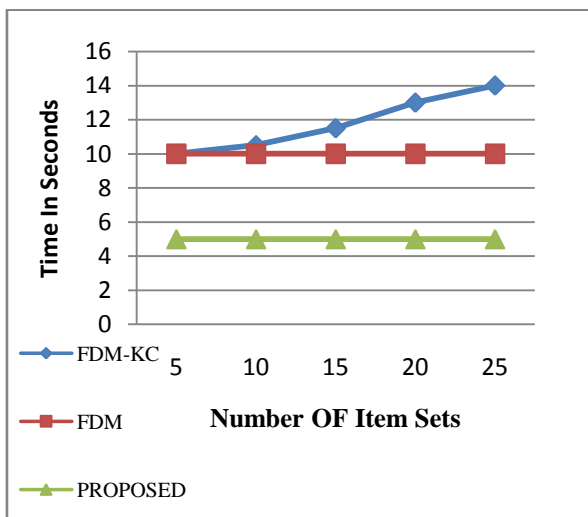 Time In Seconds
16
14
12
10
8
6
4
2
0
5 10 15 20 25
Number OF Item Sets
FDM-KC
FDM
PROPOSED